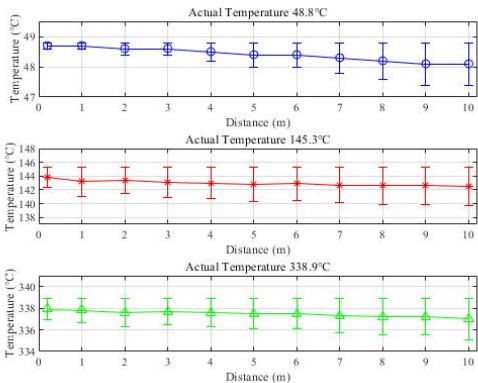 Actual Temperature 48.8℃
Temperature (℃)
49
48
47
0 1 2 3 4 5 6 7 8 9 10
Distance (m)
Actual Temperature 145.3℃
Temperature (℃)
148
146
144
142
140
138
0 1 2 3 4 5 6 7 8 9 10
Distance (m)
Actual Temperature 338.9℃
Temperature (℃)
340
338
336
334
0 1 2 3 4 5 6 7 8 9 10
Distance (m)